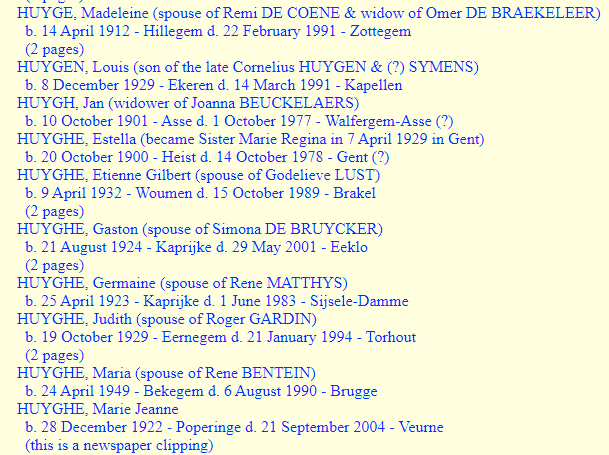 HUYGE, Madeleine (spouse of Remi DE COENE & widow of Omer DE BRAEKELEER)
b. 14 April 1912 - Hillegem d. 22 February 1991 - Zottegem
(2 pages)
HUYGEN, Louis (son of the late Cornelius HUYGEN & (?) SYMENS)
b. 8 December 1929 - Ekeren d. 14 March 1991 - Kapellen
HUYGH, Jan (widower of Joanna BEUCKELAERS)
b. 10 October 1901 - Asse d. 1 October 1977 - Walfergem-Asse (?)
HUYGHE, Estella (became Sister Marie Regina in 7 April 1929 in Gent)
b. 20 October 1900 - Heist d. 14 October 1978 - Gent (?)
HUYGHE, Etienne Gilbert (spouse of Godelieve LUST)
b. 9 April 1932 - Woumen d. 15 October 1989 - Brakel
(2 pages)
HUYGHE, Gaston (spouse of Simona DE BRUYCKER)
b. 21 August 1924 - Kaprijke d. 29 May 2001 - Eeklo
(2 pages)
HUYGHE, Germaine (spouse of Rene MATTHYS)
b. 25 April 1923 - Kaprijke d. 1 June 1983 - Sijsele-Damme
HUYGHE, Judith (spouse of Roger GARDIN)
b. 19 October 1929 - Eernegem d. 21 January 1994 - Torhout
(2 pages)
HUYGHE, Maria (spouse of Rene BENTEIN)
b. 24 April 1949 - Bekegem d. 6 August 1990 - Brugge
HUYGHE, Marie Jeanne
b. 28 December 1922 - Poperinge d. 21 September 2004 - Veurne
(this is a newspaper clipping)